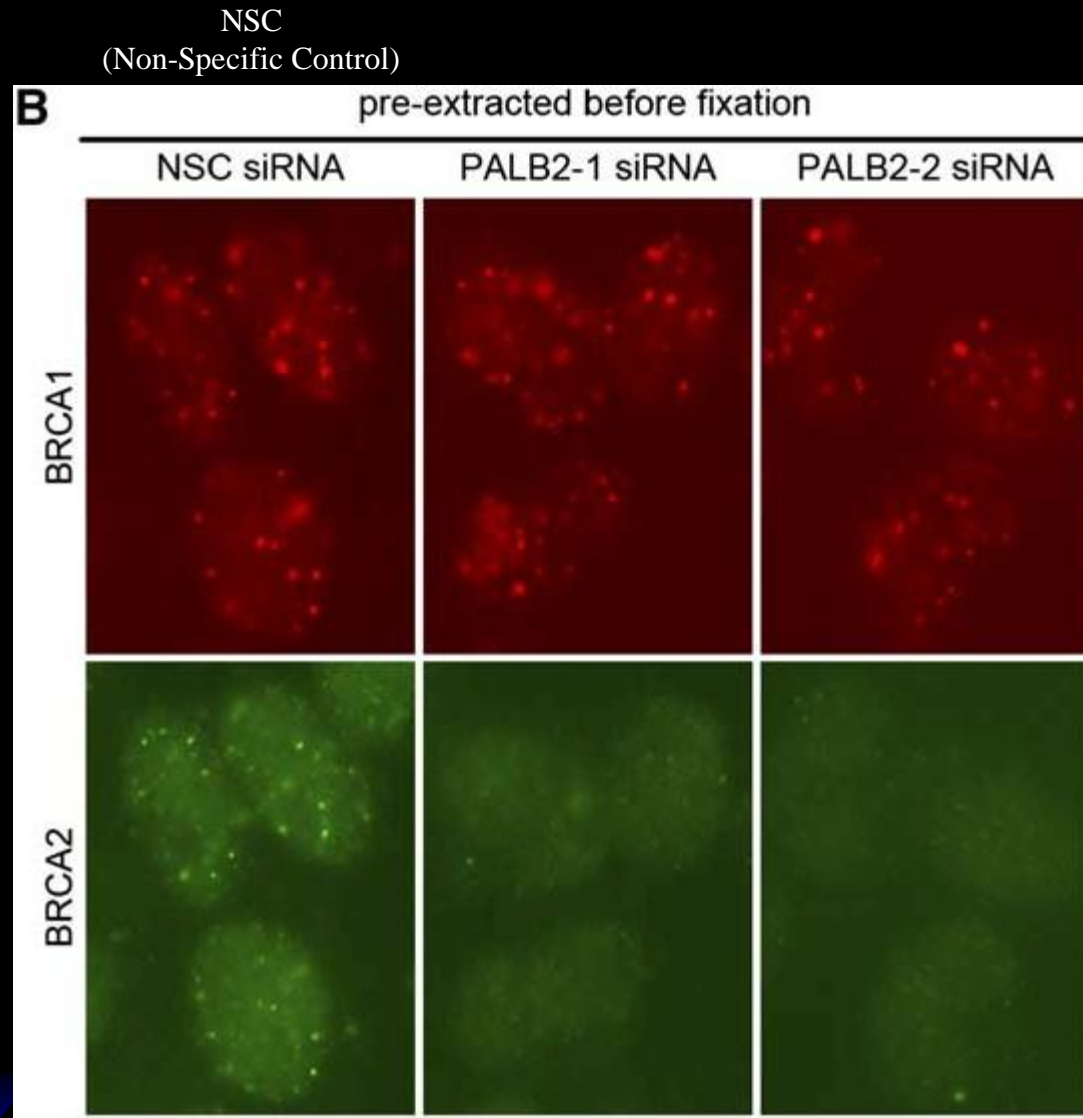 NSC
(Non-Specific Control)
B
pre-extracted before fixation
NSC siRNA
PALB2-1 siRNA
PALB2-2 siRNA
BRCA1
BRCA2